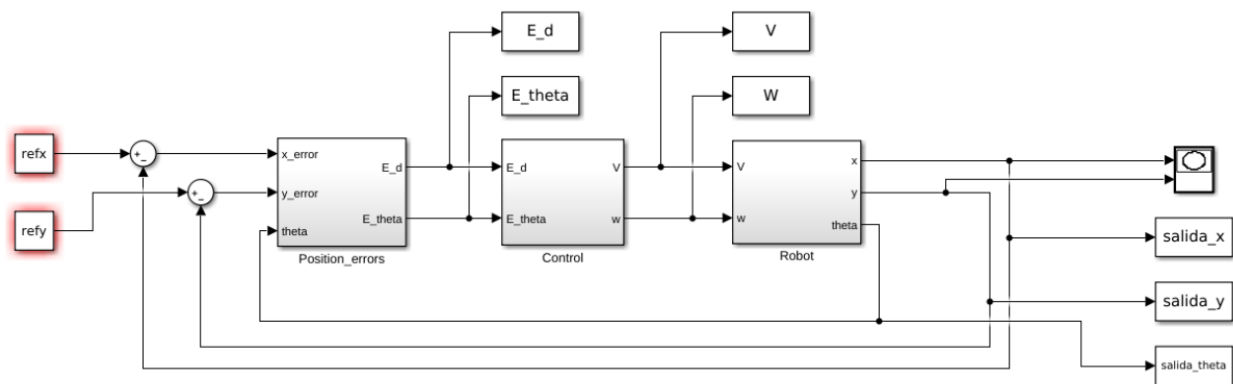 E_d
V
E_theta
W
refx
+
_
x_error
E_d
E_d
V
V
x
refy
+
_
y_error
y
theta
E_theta
E_theta
w
w
theta
Position_errors
Control
Robot
salida_x
salida_y
salida_theta